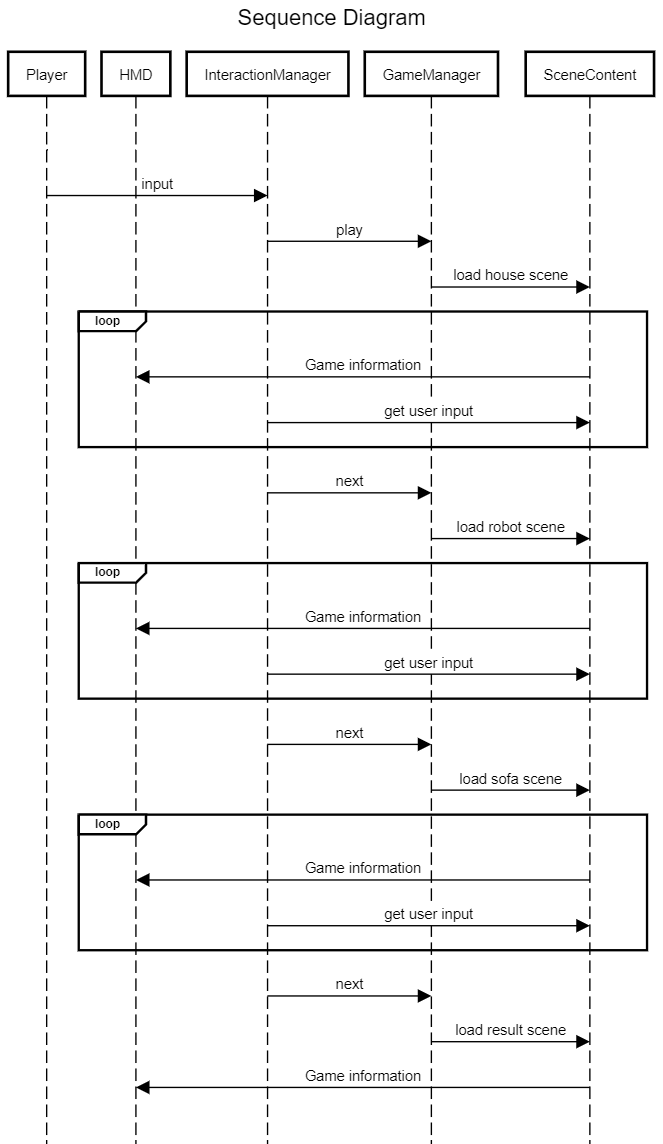 Sequence Diagram
Player
HMD
InteractionManager
GameManager
SceneContent
input
play
load house scene
loop
Game information
get user input
next
load robot scene
loop
Game information
get user input
next
load sofa scene
loop
Game information
get user input
next
load result scene
Game information